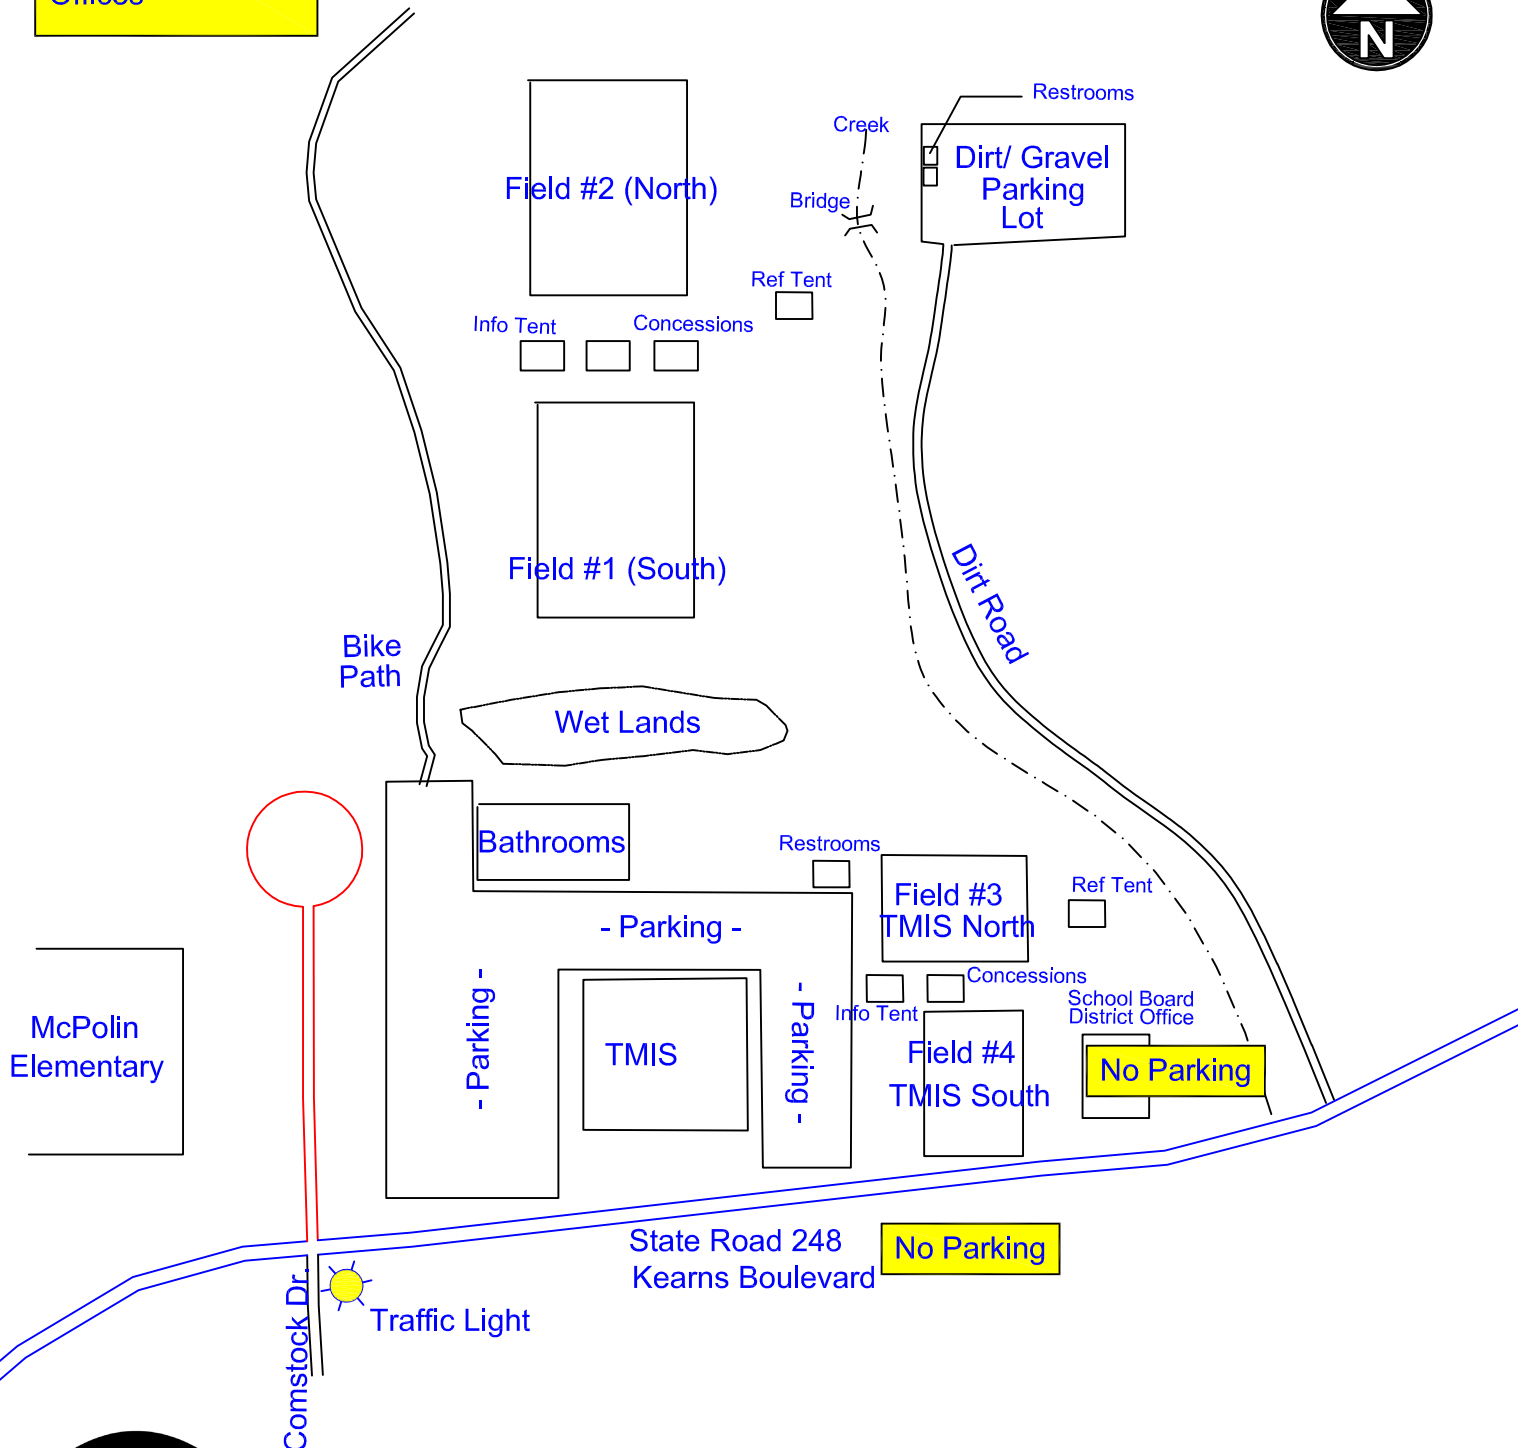 Offices
N
Restrooms
Creek
Dirt/ Gravel
Parking
Lot
Field #2 (North)
Bridge
Ref Tent
Info Tent
Concessions
Field #1 (South)
Dirt Road
Bike
Path
Wet Lands
Bathrooms
Restrooms
Field #3
TMIS North
Ref Tent
- Parking -
- Parking -
- Parking -
Concessions
Info Tent
School Board
District Office
McPolin
Elementary
TMIS
Field #4
TMIS South
No Parking
State Road 248
Kearns Boulevard
No Parking
Comstock Dr.
Traffic Light